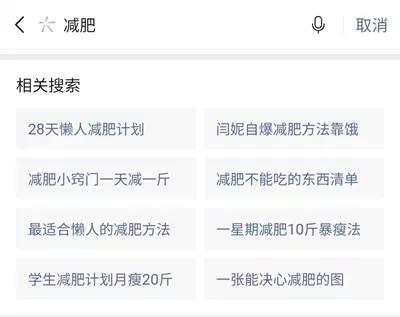 减肥 取消
相关搜索
28天懒人减肥计划 闫妮自爆减肥方法靠饿
减肥小窍门一天减一斤 减肥不能吃的东西清单
最适合懒人的减肥方法 一星期减肥10斤暴瘦法
学生减肥计划月瘦20斤 一张能决心减肥的图